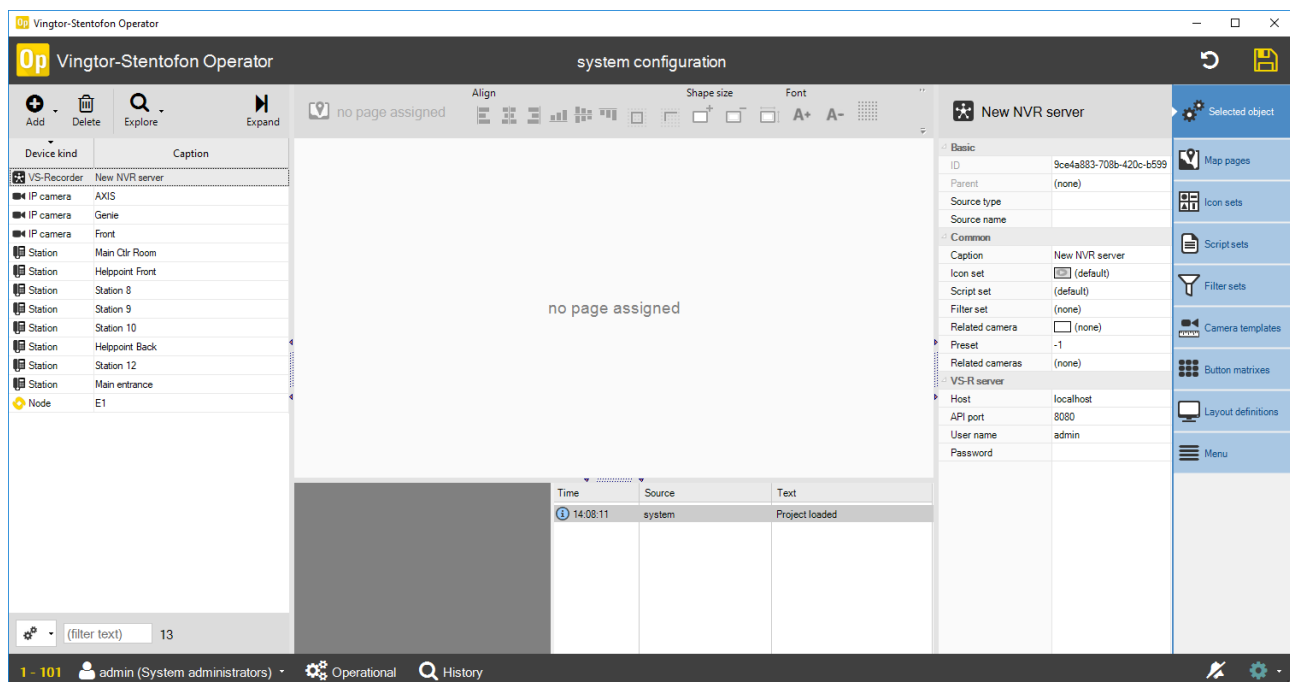 Op Vingtor-Stentofon Operator
Op Vingtor-Stentofon Operator
system configuration
Add
Delete
Explore
Expand
no page assigned
Align
Shape size
Font
A+ A-
New NVR server
Selected object
Device kind Caption
VS-Recorder New NVR server
IP camera AXIS
IP camera Genie
IP camera Front
Station Main Ctlr Room
Station Helppoint Front
Station Station 8
Station Station 9
Station Station 10
Station Helppoint Back
Station Station 12
Station Main entrance
Node E1
no page assigned
Basic
ID 9ce4a883-708b-420c-b599
Parent (none)
Source type
Source name
Common
Caption New NVR server
Icon set (default)
Script set (default)
Filter set (none)
Related camera (none)
Preset -1
Related cameras (none)
VS-R server
Host localhost
API port 8080
User name admin
Password
Map pages
Icon sets
Script sets
Filter sets
Camera templates
Button matrixes
Layout definitions
Menu
Time Source Text
14:08:11 system Project loaded
(filter text) 13
1 - 101 admin (System administrators) Operational History